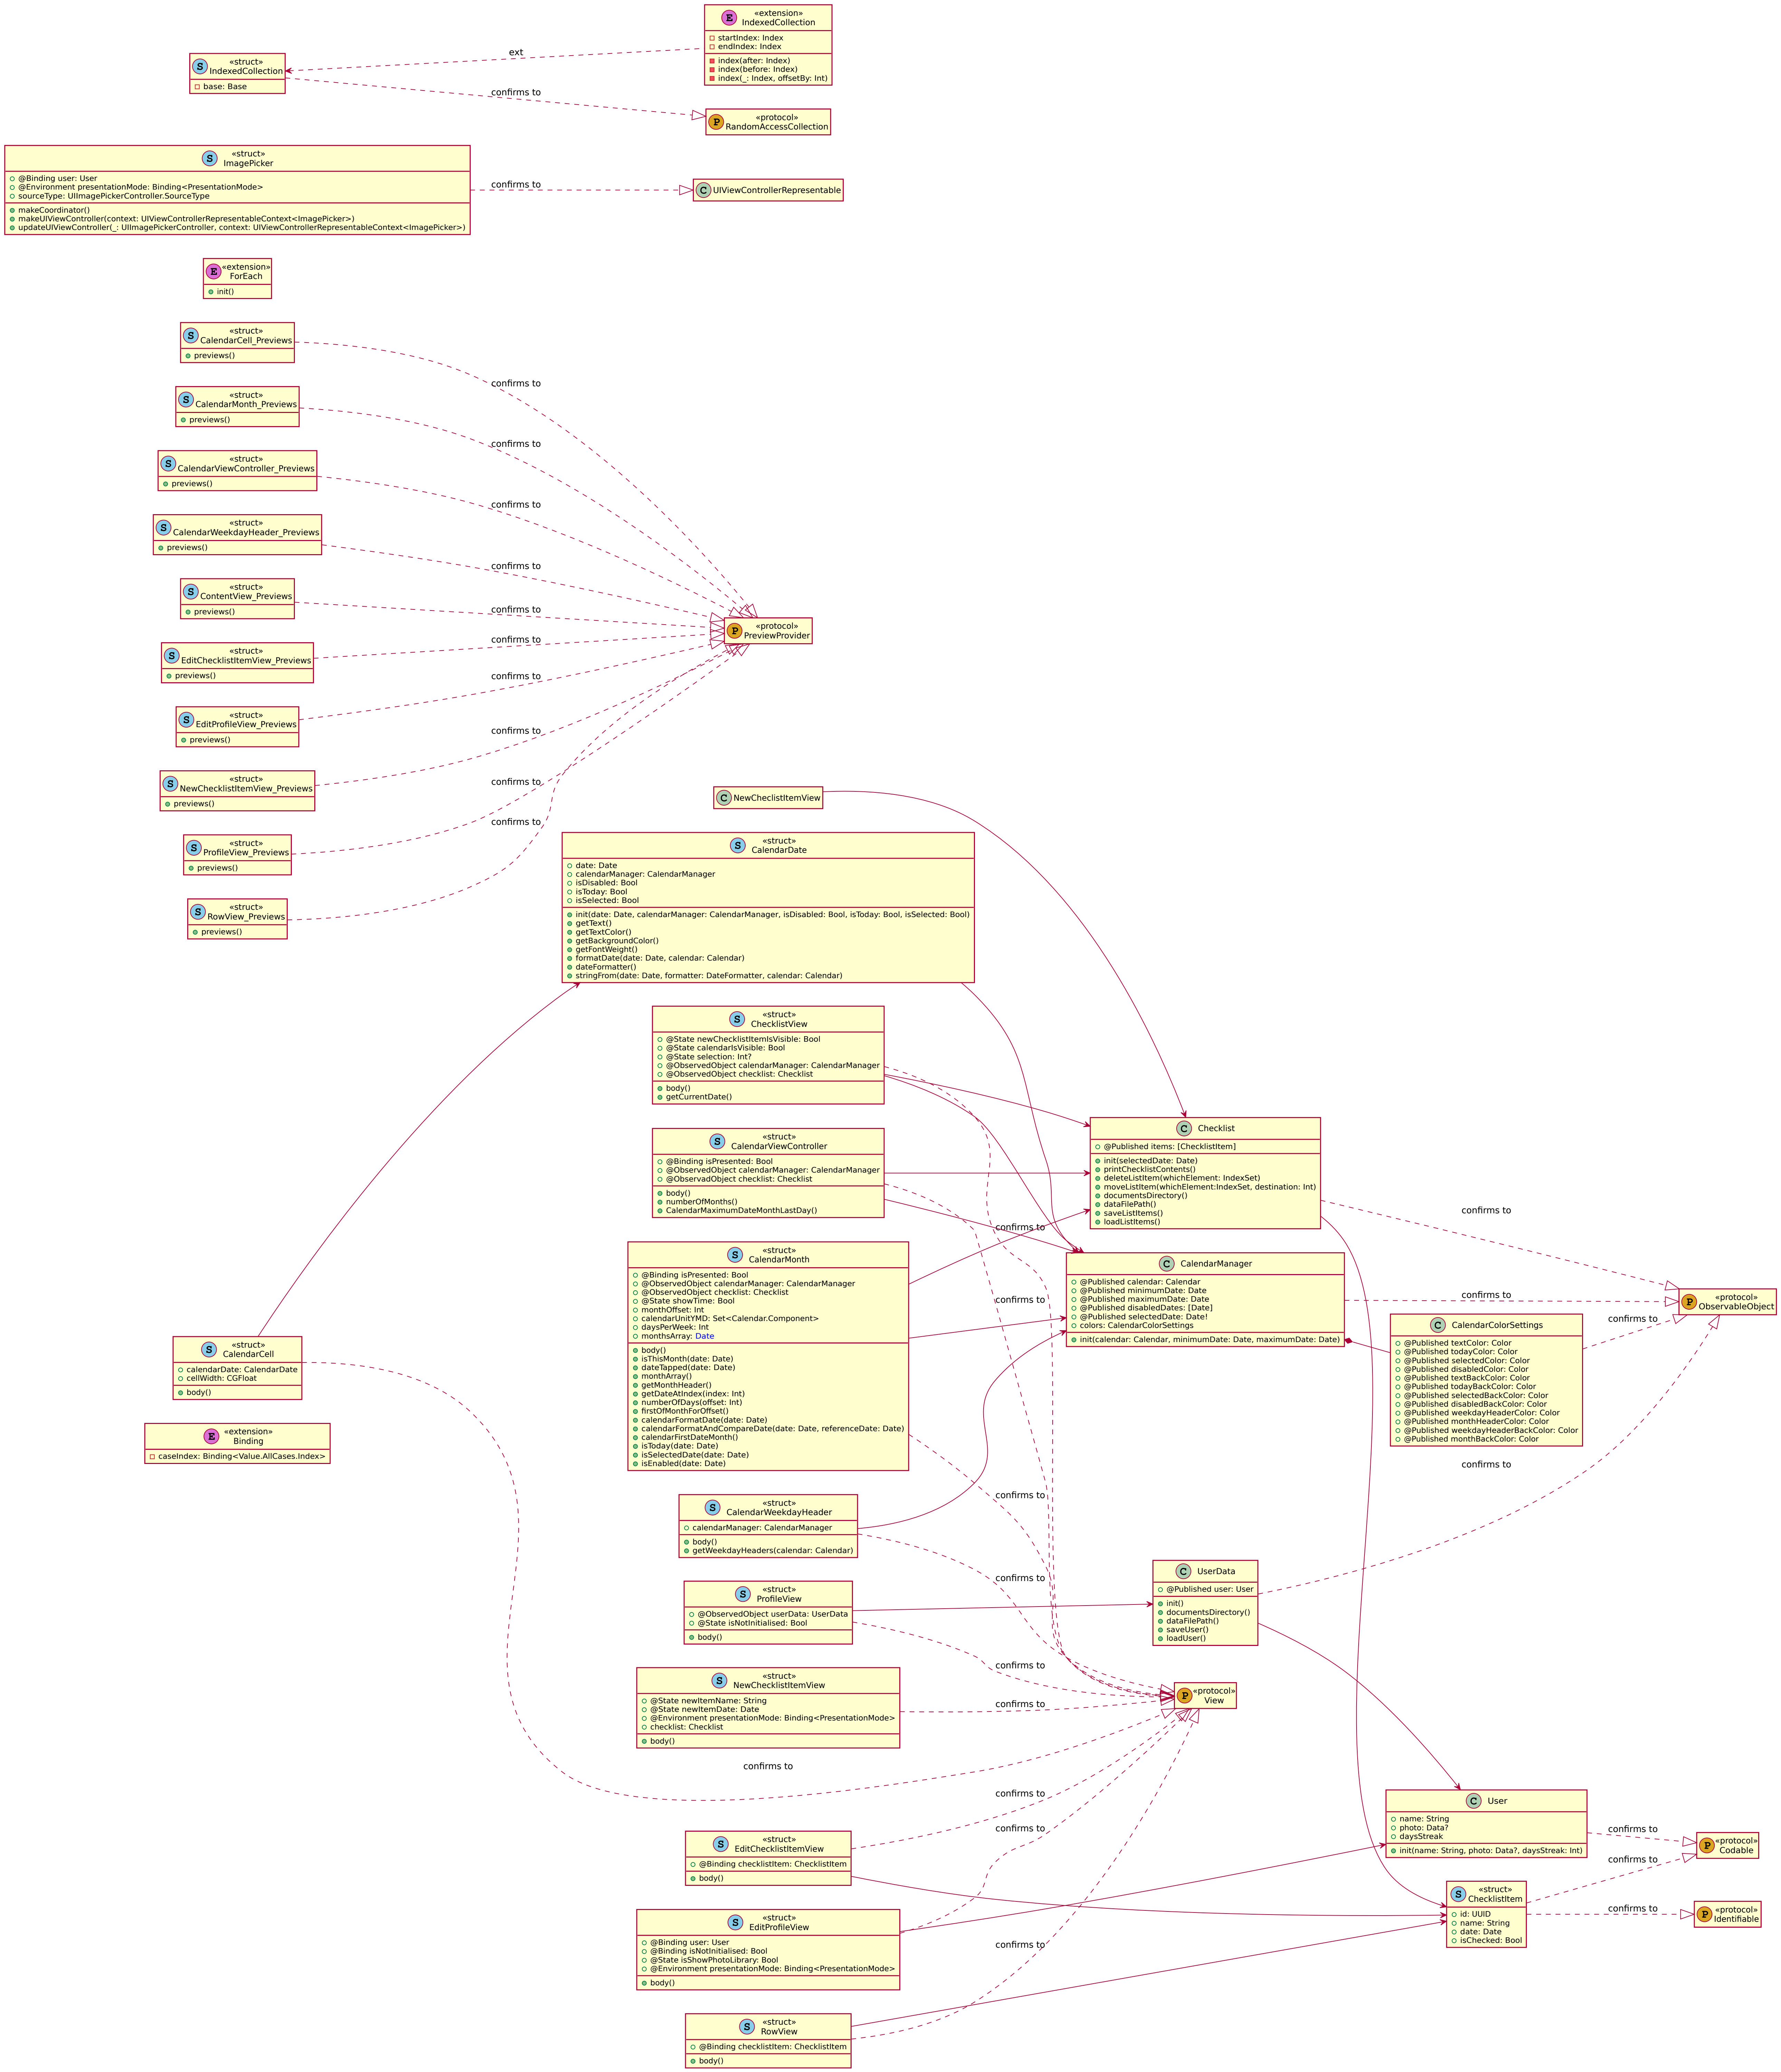 «extension»
IndexedCollection
startIndex: Index
endIndex: Index
index(after: Index)
index(before: Index)
index(_: Index, offsetBy: Int)
ext
«struct»
IndexedCollection
base: Base
confirms to
«protocol»
RandomAccessCollection
«struct»
ImagePicker
@Binding user: User
@Environment presentationMode: Binding<PresentationMode>
sourceType: UIImagePickerController.SourceType
makeCoordinator()
makeUIViewController(context: UIViewControllerRepresentableContext<ImagePicker>)
updateUIViewController(_: UIImagePickerController, context: UIViewControllerRepresentableContext<ImagePicker>)
confirms to
UIViewControllerRepresentable
«extension»
ForEach
init()
«struct»
CalendarCell_Previews
previews()
confirms to
«struct»
CalendarMonth_Previews
previews()
confirms to
«struct»
CalendarViewController_Previews
previews()
confirms to
«struct»
CalendarWeekdayHeader_Previews
previews()
confirms to
«struct»
ContentView_Previews
previews()
confirms to
«protocol»
PreviewProvider
«struct»
EditChecklistItemView_Previews
previews()
confirms to
«struct»
EditProfileView_Previews
previews()
confirms to
«struct»
NewChecklistItemView_Previews
previews()
confirms to
«struct»
ProfileView_Previews
previews()
confirms to
«struct»
RowView_Previews
previews()
confirms to
NewCheclistItemView
«struct»
CalendarDate
date: Date
calendarManager: CalendarManager
isDisabled: Bool
isToday: Bool
isSelected: Bool
init(date: Date, calendarManager: CalendarManager, isDisabled: Bool, isToday: Bool, isSelected: Bool)
getText()
getTextColor()
getBackgroundColor()
getFontWeight()
formatDate(date: Date, calendar: Calendar)
dateFormatter()
stringFrom(date: Date, formatter: DateFormatter, calendar: Calendar)
«struct»
ChecklistView
@State newChecklistItemIsVisible: Bool
@State calendarIsVisible: Bool
@State selection: Int?
@ObservedObject calendarManager: CalendarManager
@ObservedObject checklist: Checklist
body()
getCurrentDate()
«struct»
CalendarViewController
@Binding isPresented: Bool
@ObservedObject calendarManager: CalendarManager
@ObservadObject checklist: Checklist
body()
numberOfMonths()
CalendarMaximumDateMonthLastDay()
Checklist
@Published items: [ChecklistItem]
init(selectedDate: Date)
printChecklistContents()
deleteListItem(whichElement: IndexSet)
moveListItem(whichElement:IndexSet, destination: Int)
documentsDirectory()
dataFilePath()
saveListItems()
loadListItems()
confirms to
confirms to
«struct»
CalendarMonth
@Binding isPresented: Bool
@ObservedObject calendarManager: CalendarManager
@ObservedObject checklist: Checklist
@State showTime: Bool
monthOffset: Int
calendarUnitYMD: Set<Calendar.Component>
daysPerWeek: Int
monthsArray: Date
body()
isThisMonth(date: Date)
dateTapped(date: Date)
monthArray()
getMonthHeader()
getDateAtIndex(index: Int)
numberOfDays(offset: Int)
firstOfMonthForOffset()
calendarFormatDate(date: Date)
calendarFormatAndCompareDate(date: Date, referenceDate: Date)
calendarFirstDateMonth()
isToday(date: Date)
isSelectedDate(date: Date)
isEnabled(date: Date)
confirms to
CalendarManager
@Published calendar: Calendar
@Published minimumDate: Date
@Published maximumDate: Date
@Published disabledDates: [Date]
@Published selectedDate: Date!
colors: CalendarColorSettings
init(calendar: Calendar, minimumDate: Date, maximumDate: Date)
confirms to
«protocol»
ObservableObject
CalendarColorSettings
@Published textColor: Color
@Published todayColor: Color
@Published selectedColor: Color
@Published disabledColor: Color
@Published textBackColor: Color
@Published todayBackColor: Color
@Published selectedBackColor: Color
@Published disabledBackColor: Color
@Published weekdayHeaderColor: Color
@Published monthHeaderColor: Color
@Published weekdayHeaderBackColor: Color
@Published monthBackColor: Color
confirms to
«struct»
CalendarCell
calendarDate: CalendarDate
cellWidth: CGFloat
body()
«extension»
Binding
caseIndex: Binding<Value.AllCases.Index>
confirms to
confirms to
«struct»
CalendarWeekdayHeader
calendarManager: CalendarManager
body()
getWeekdayHeaders(calendar: Calendar)
confirms to
«struct»
ProfileView
@ObservedObject userData: UserData
@State isNotInitialised: Bool
body()
confirms to
UserData
@Published user: User
init()
documentsDirectory()
dataFilePath()
saveUser()
loadUser()
«struct»
NewChecklistItemView
@State newItemName: String
@State newItemDate: Date
@Environment presentationMode: Binding<PresentationMode>
checklist: Checklist
body()
confirms to
«protocol»
View
confirms to
confirms to
«struct»
EditChecklistItemView
@Binding checklistItem: ChecklistItem
body()
confirms to
User
name: String
photo: Data?
daysStreak
init(name: String, photo: Data?, daysStreak: Int)
confirms to
«protocol»
Codable
confirms to
«struct»
ChecklistItem
id: UUID
name: String
date: Date
isChecked: Bool
confirms to
«protocol»
Identifiable
«struct»
EditProfileView
@Binding user: User
@Binding isNotInitialised: Bool
@State isShowPhotoLibrary: Bool
@Environment presentationMode: Binding<PresentationMode>
body()
confirms to
«struct»
RowView
@Binding checklistItem: ChecklistItem
body()